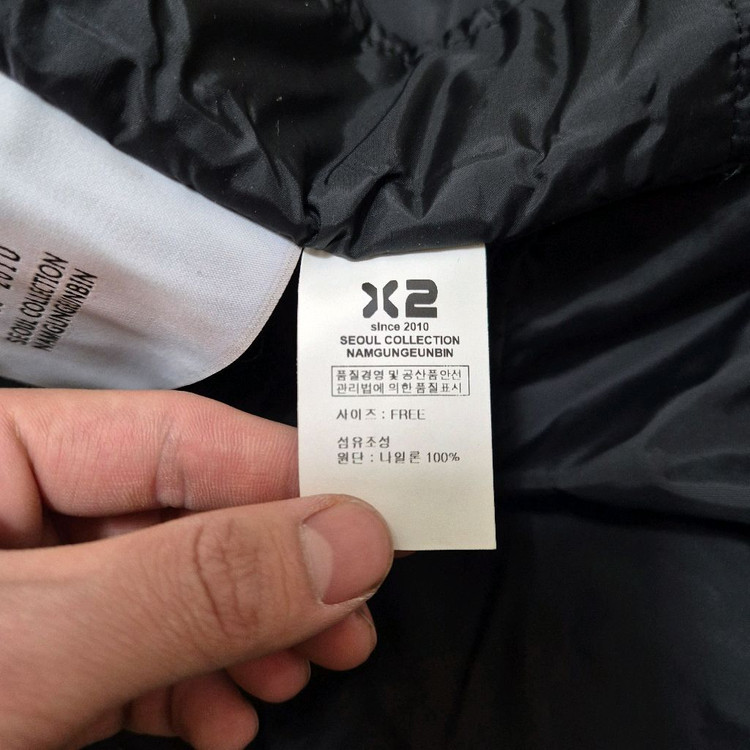 2010
SEOUL COLLECTION
NAMGUNGEUNBIN
X2
since 2010
SEOUL COLLECTION
NAMGUNGEUNBIN
품질경영 및 공산품안전
관리법에 의한 품질표시
사이즈 : FREE
섬유조성
원단 : 나일론 100%